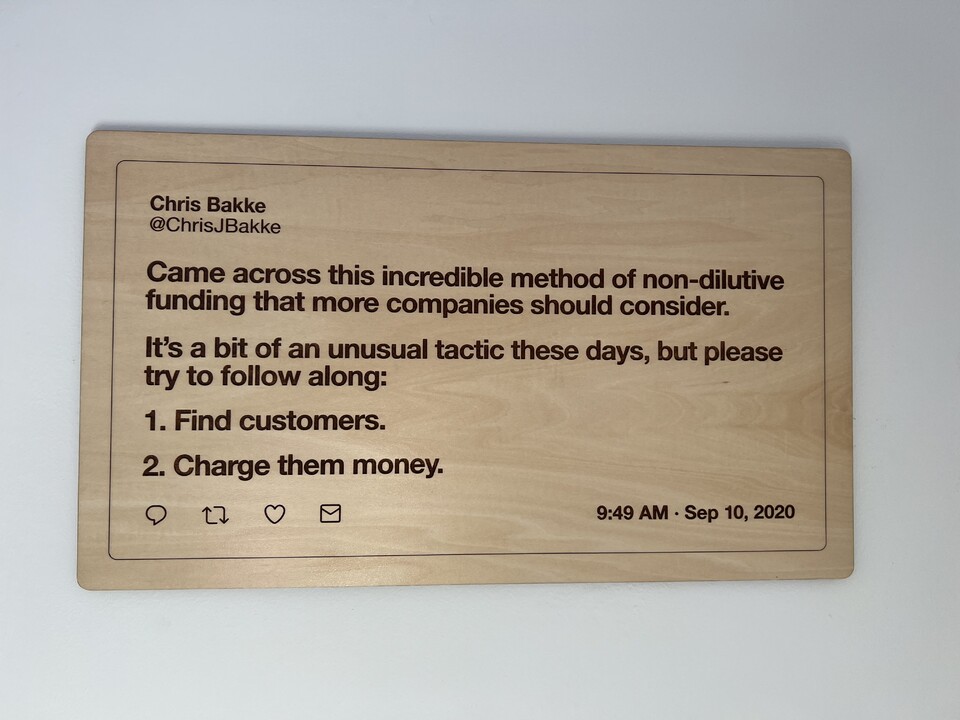 Chris Bakke
@ChrisJBakke
Came across this incredible method of non-dilutive
funding that more companies should consider.
It’s a bit of an unusual tactic these days, but please
try to follow along:
1. Find customers.
2. Charge them money.
9:49 AM · Sep 10, 2020